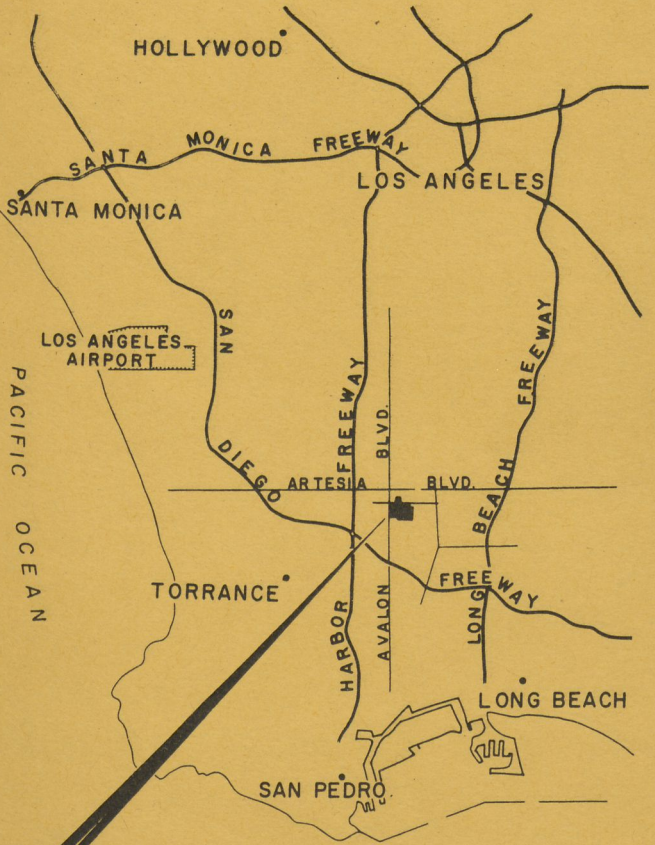 HOLLYWOOD
SANTA MONICA FREEWAY
LOS ANGELES
SANTA MONICA
LOS ANGELES
AIRPORT
SAN DIEGO FREEWAY
PACIFIC OCEAN
HARBOR FREEWAY
AVALON BLVD.
LONG BEACH FREEWAY
ARTESIA BLVD.
TORRANCE
LONG BEACH
SAN PEDRO